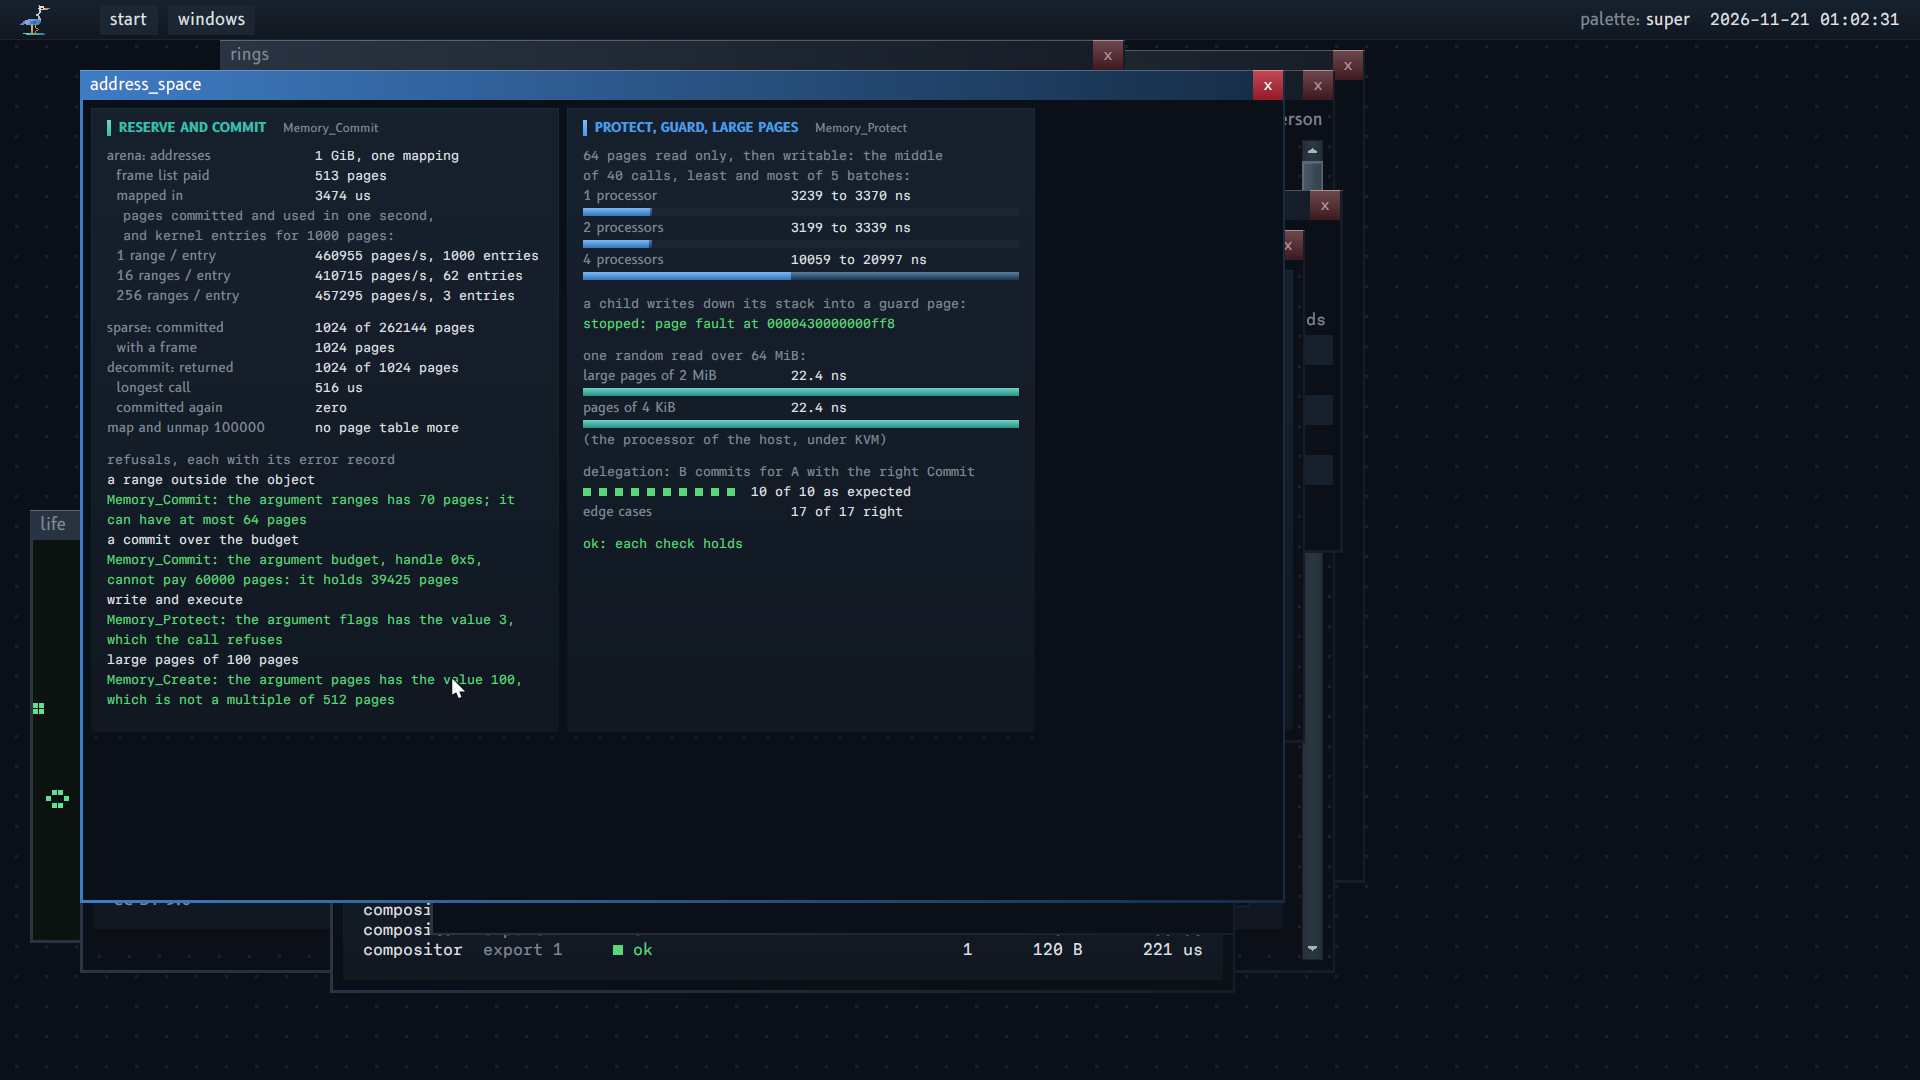 start windows palette: super 2026-11-21 01:02:31
rings x
x
address_space x x
RESERVE AND COMMIT Memory_Commit
arena: addresses 1 GiB, one mapping
frame list paid 513 pages
mapped in 3474 us
pages committed and used in one second,
and kernel entries for 1000 pages:
1 range / entry 460955 pages/s, 1000 entries
16 ranges / entry 410715 pages/s, 62 entries
256 ranges / entry 457295 pages/s, 3 entries
sparse: committed 1024 of 262144 pages
with a frame 1024 pages
decommit: returned 1024 of 1024 pages
longest call 516 us
committed again zero
map and unmap 100000 no page table more
refusals, each with its error record
a range outside the object
Memory_Commit: the argument ranges has 70 pages; it
can have at most 64 pages
a commit over the budget
Memory_Commit: the argument budget, handle 0x5,
cannot pay 60000 pages: it holds 39425 pages
write and execute
Memory_Protect: the argument flags has the value 3,
which the call refuses
large pages of 100 pages
Memory_Create: the argument pages has the value 100,
which is not a multiple of 512 pages
PROTECT, GUARD, LARGE PAGES Memory_Protect
64 pages read only, then writable: the middle
of 40 calls, least and most of 5 batches:
1 processor 3239 to 3370 ns
2 processors 3199 to 3339 ns
4 processors 10059 to 20997 ns
a child writes down its stack into a guard page:
stopped: page fault at 0000430000000ff8
one random read over 64 MiB:
large pages of 2 MiB 22.4 ns
pages of 4 KiB 22.4 ns
(the processor of the host, under KVM)
delegation: B commits for A with the right Commit
10 of 10 as expected
edge cases 17 of 17 right
ok: each check holds
erson
x
x
ds
life
composi
composi
compositor export 1 ok 1 120 B 221 us